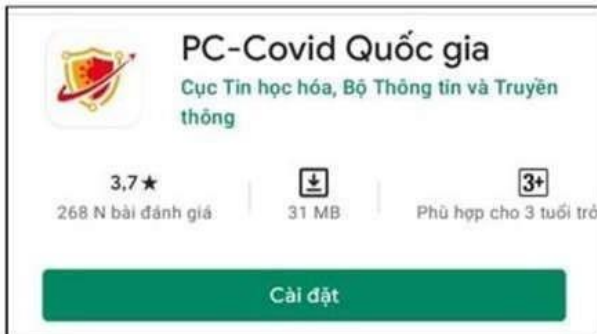 PC-Covid Quốc gia
Cục Tin học hóa, Bộ Thông tin và Truyền
thông
3,7★
268 N bài đánh giá
31 MB
3+
Phù hợp cho 3 tuổi trở
Cài đặt